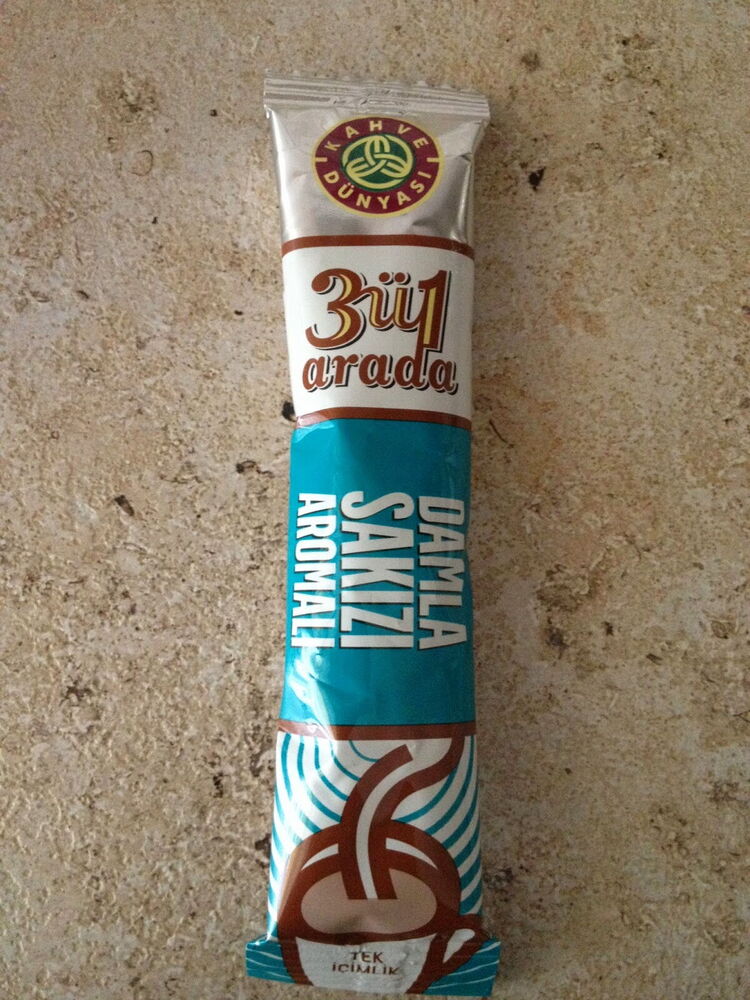 KAHVE
DÜNYASI
3ü1
arada
DAMLA
SAKIZI
AROMALI
TEK
İÇİMLİK